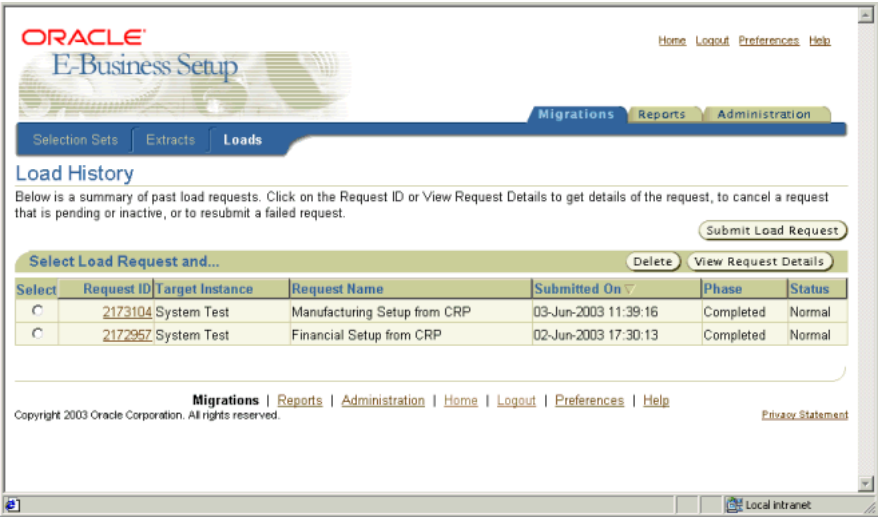 ORACLE
E-Business Setup
Home Logout Preferences Help
Migrations Reports Administration
Selection Sets Extracts Loads
Load History
Below is a summary of past load requests. Click on the Request ID or View Request Details to get details of the request, to cancel a request
that is pending or inactive, or to resubmit a failed request.
Submit Load Request
Select Load Request and... Delete View Request Details
Select Request ID Target Instance Request Name Submitted On Phase Status
2173104 System Test Manufacturing Setup from CRP 03-Jun-2003 11:39:16 Completed Normal
2172957 System Test Financial Setup from CRP 02-Jun-2003 17:30:13 Completed Normal
Migrations | Reports | Administration | Home | Logout | Preferences | Help
Copyright 2003 Oracle Corporation. All rights reserved. Privacy Statement
Local intranet